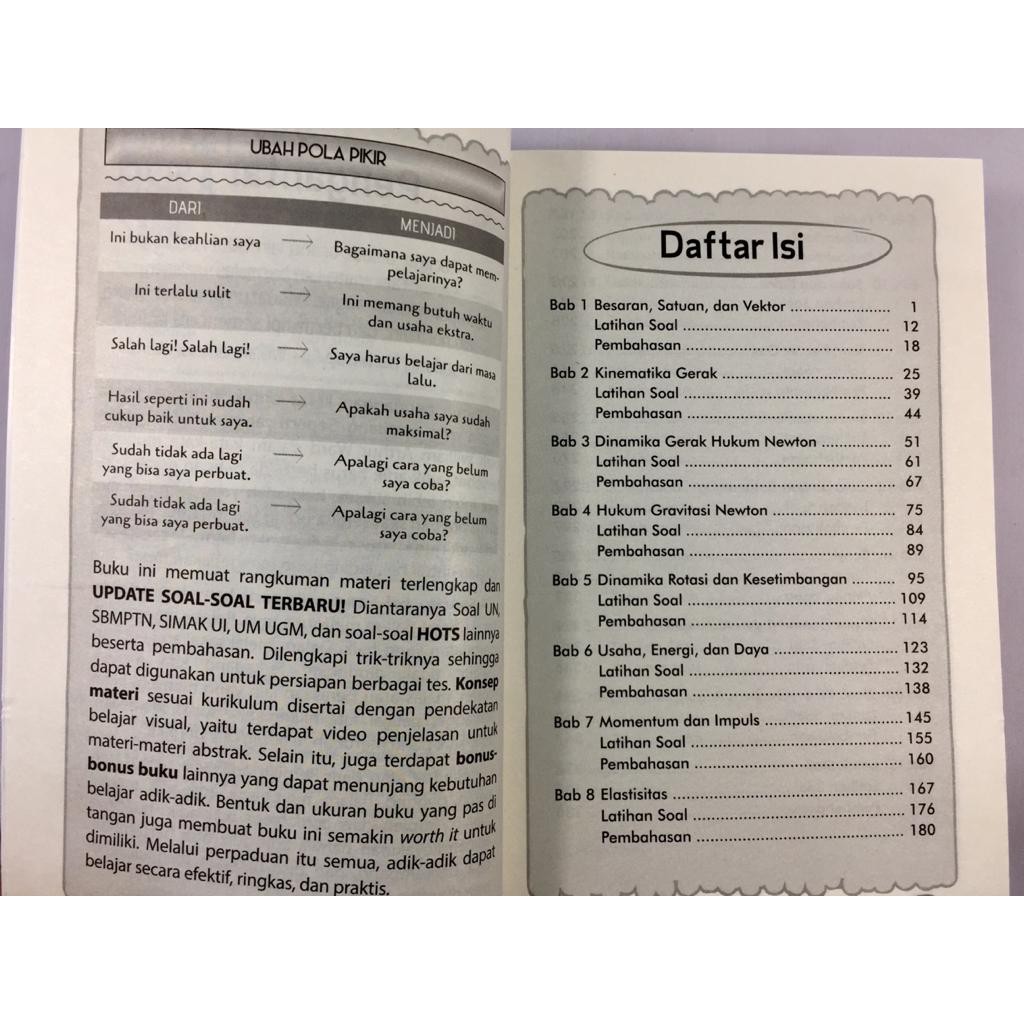 UBAH POLA PIKIR
DARI
MENJADI
Ini bukan keahlian saya
Bagaimana saya dapat mem-
pelajarinya?
Ini terlalu sulit
Ini memang butuh waktu
dan usaha ekstra.
Salah lagi! Salah lagi!
Saya harus belajar dari masa
lalu.
Hasil seperti ini sudah
cukup baik untuk saya.
Apakah usaha saya sudah
maksimal?
Sudah tidak ada lagi
yang bisa saya perbuat.
Apalagi cara yang belum
saya coba?
Sudah tidak ada lagi
yang bisa saya perbuat.
Apalagi cara yang belum
saya coba?
Buku ini memuat rangkuman materi terlengkap dan
UPDATE SOAL-SOAL TERBARU! Diantaranya Soal UN,
SBMPTN, SIMAK UI, UM UGM, dan soal-soal HOTS lainnya
beserta pembahasan. Dilengkapi trik-triknya sehingga
dapat digunakan untuk persiapan berbagai tes. Konsep
materi sesuai kurikulum disertai dengan pendekatan
belajar visual, yaitu terdapat video penjelasan untuk
materi-materi abstrak. Selain itu, juga terdapat bonus-
bonus buku lainnya yang dapat menunjang kebutuhan
belajar adik-adik. Bentuk dan ukuran buku yang pas di
tangan juga membuat buku ini semakin worth it untuk
dimiliki. Melalui perpaduan itu semua, adik-adik dapat
belajar secara efektif, ringkas, dan praktis.
Daftar Isi
Bab 1 Besaran, Satuan, dan Vektor ........................ 1
Latihan Soal .................................................. 12
Pembahasan .................................................. 18
Bab 2 Kinematika Gerak ........................................ 25
Latihan Soal .................................................. 39
Pembahasan .................................................. 44
Bab 3 Dinamika Gerak Hukum Newton ................ 51
Latihan Soal .................................................. 61
Pembahasan .................................................. 67
Bab 4 Hukum Gravitasi Newton ............................ 75
Latihan Soal .................................................. 84
Pembahasan .................................................. 89
Bab 5 Dinamika Rotasi dan Kesetimbangan .......... 95
Latihan Soal .................................................. 109
Pembahasan .................................................. 114
Bab 6 Usaha, Energi, dan Daya ............................ 123
Latihan Soal .................................................. 132
Pembahasan .................................................. 138
Bab 7 Momentum dan Impuls ................................ 145
Latihan Soal .................................................. 155
Pembahasan .................................................. 160
Bab 8 Elastisitas .................................................. 167
Latihan Soal .................................................. 176
Pembahasan .................................................. 180